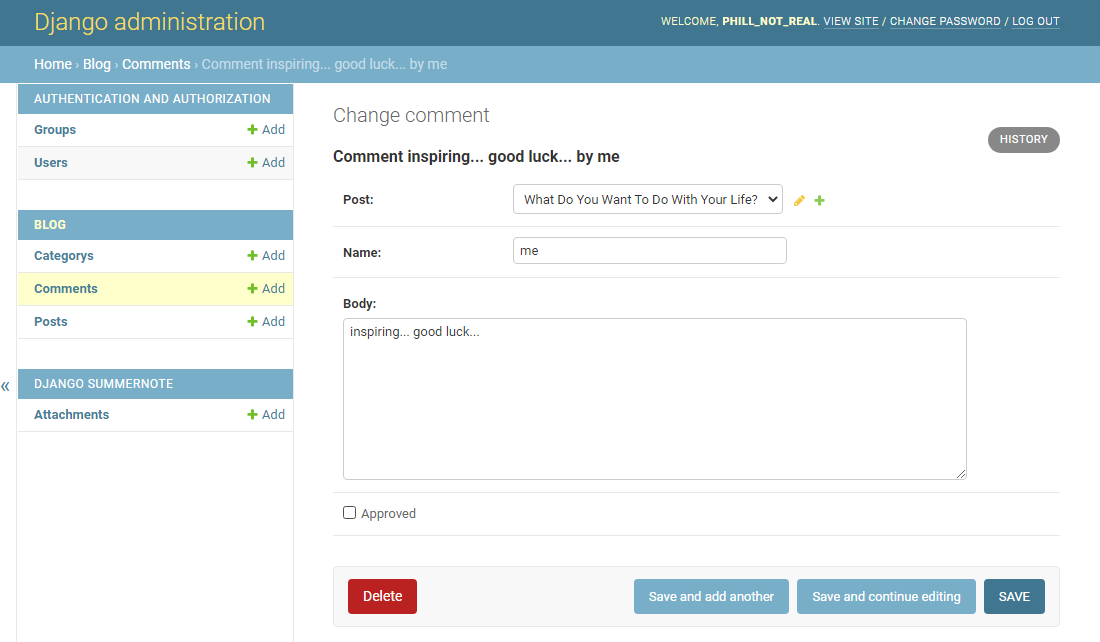 Django administration
WELCOME, PHILL_NOT_REAL. VIEW SITE / CHANGE PASSWORD / LOG OUT
Home › Blog › Comments › Comment inspiring... good luck... by me
AUTHENTICATION AND AUTHORIZATION
Groups Add
Users Add
BLOG
Categorys Add
Comments Add
Posts Add
DJANGO SUMMERNOTE
Attachments Add
«
Change comment
HISTORY
Comment inspiring... good luck... by me
Post: What Do You Want To Do With Your Life?
Name: me
Body:
inspiring... good luck...
Approved
Delete Save and add another Save and continue editing SAVE